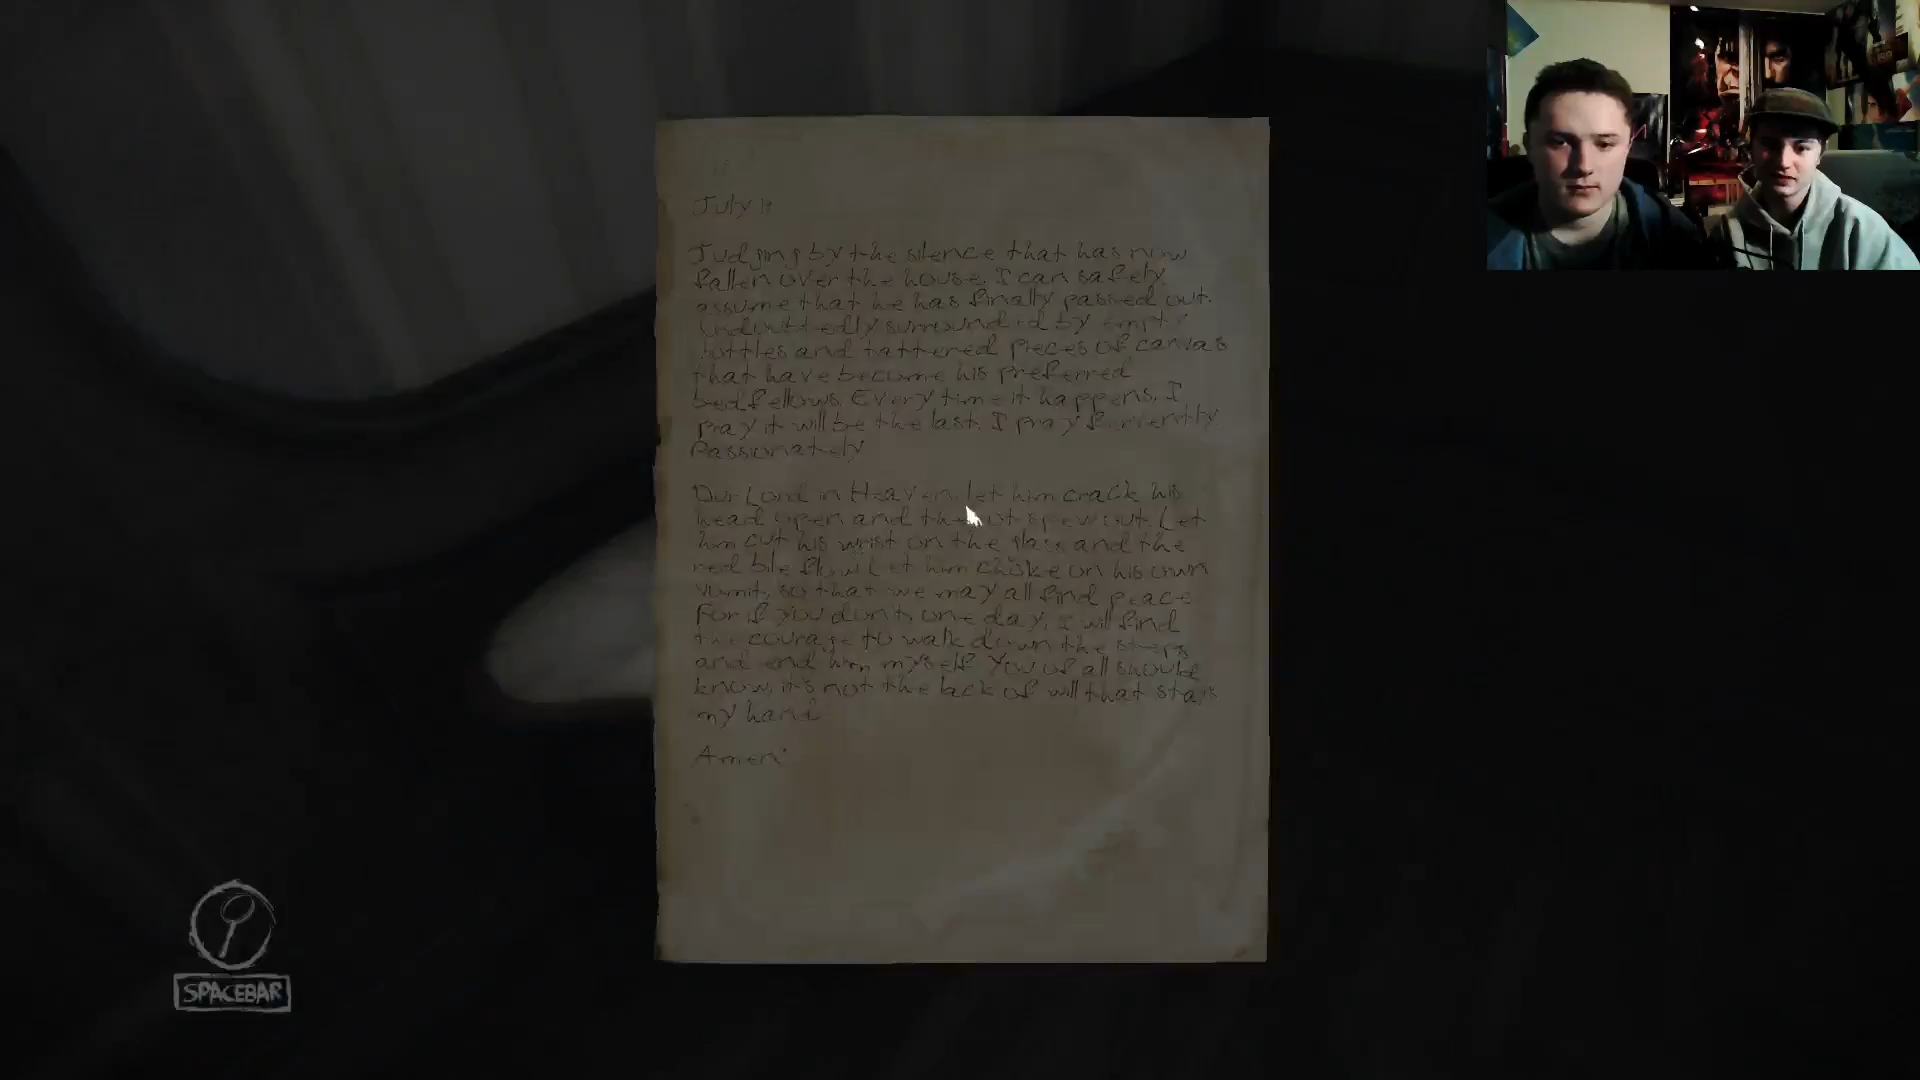 July 19
Judging by the silence that has now
fallen over the house, I can safely
assume that he has finally passed out.
Undoubtedly surrounded by empty
bottles and tattered pieces of canvas
that have become his preferred
bedfellows. Every time it happens, I
pray it will be the last. I pray fervently
Passionately
Our Lord in Heaven, let him crack his
head open and the rot spew out. Let
him cut his wrist on the glass and the
red bile flow. Let him choke on his own
vomit, so that we may all find peace
For if you don't, one day, I will find
the courage to walk down the steps
and end him myself. You of all should
know, it's not the lack of will that stays
my hand
Amen
SPACEBAR